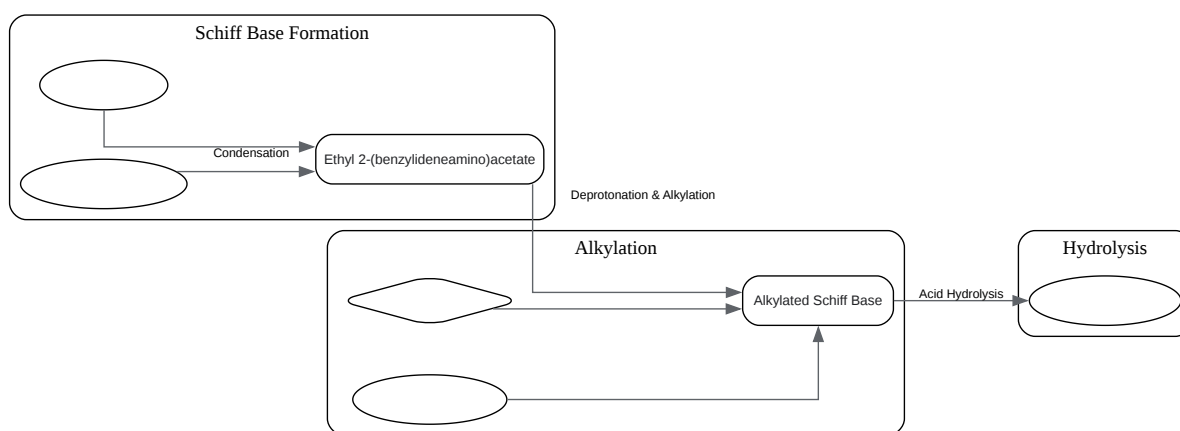 Schiff Base Formation
Condensation
Ethyl 2-(benzylideneamino)acetate
Deprotonation & Alkylation
Alkylation
Alkylated Schiff Base
Acid Hydrolysis
Hydrolysis